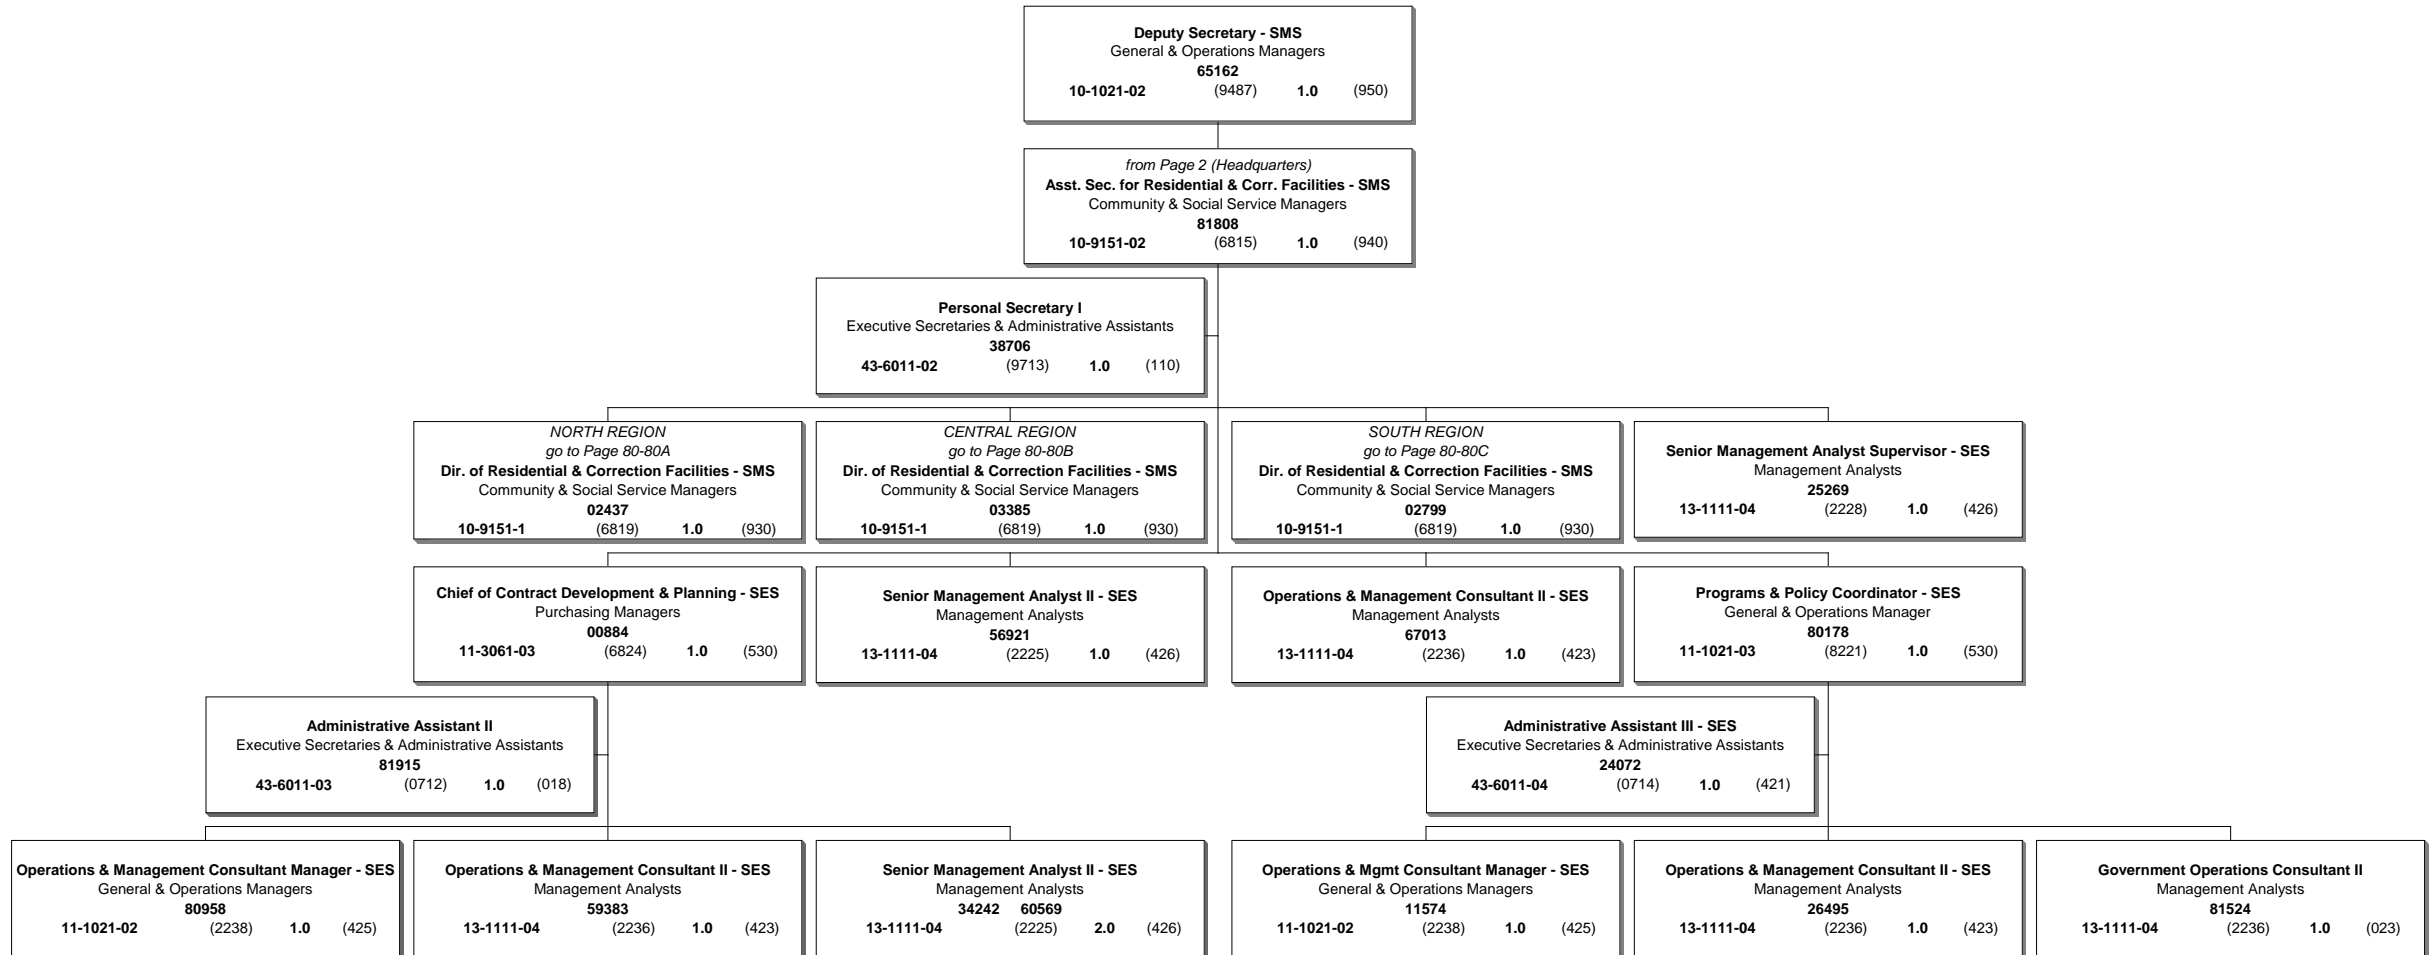 Deputy Secretary - SMS
General & Operations Managers
65162
10-1021-02 (9487) 1.0 (950)
from Page 2 (Headquarters)
Asst. Sec. for Residential & Corr. Facilities - SMS
Community & Social Service Managers
81808
10-9151-02 (6815) 1.0 (940)
Personal Secretary I
Executive Secretaries & Administrative Assistants
38706
43-6011-02 (9713) 1.0 (110)
NORTH REGION
go to Page 80-80A
Dir. of Residential & Correction Facilities - SMS
Community & Social Service Managers
02437
10-9151-1 (6819) 1.0 (930)
CENTRAL REGION
go to Page 80-80B
Dir. of Residential & Correction Facilities - SMS
Community & Social Service Managers
03385
10-9151-1 (6819) 1.0 (930)
SOUTH REGION
go to Page 80-80C
Dir. of Residential & Correction Facilities - SMS
Community & Social Service Managers
02799
10-9151-1 (6819) 1.0 (930)
Senior Management Analyst Supervisor - SES
Management Analysts
25269
13-1111-04 (2228) 1.0 (426)
Chief of Contract Development & Planning - SES
Purchasing Managers
00884
11-3061-03 (6824) 1.0 (530)
Senior Management Analyst II - SES
Management Analysts
56921
13-1111-04 (2225) 1.0 (426)
Operations & Management Consultant II - SES
Management Analysts
67013
13-1111-04 (2236) 1.0 (423)
Programs & Policy Coordinator - SES
General & Operations Manager
80178
11-1021-03 (8221) 1.0 (530)
Administrative Assistant II
Executive Secretaries & Administrative Assistants
81915
43-6011-03 (0712) 1.0 (018)
Administrative Assistant III - SES
Executive Secretaries & Administrative Assistants
24072
43-6011-04 (0714) 1.0 (421)
Operations & Management Consultant Manager - SES
General & Operations Managers
80958
11-1021-02 (2238) 1.0 (425)
Operations & Management Consultant II - SES
Management Analysts
59383
13-1111-04 (2236) 1.0 (423)
Senior Management Analyst II - SES
Management Analysts
34242 60569
13-1111-04 (2225) 2.0 (426)
Operations & Mgmt Consultant Manager - SES
General & Operations Managers
11574
11-1021-02 (2238) 1.0 (425)
Operations & Management Consultant II - SES
Management Analysts
26495
13-1111-04 (2236) 1.0 (423)
Government Operations Consultant II
Management Analysts
81524
13-1111-04 (2236) 1.0 (023)